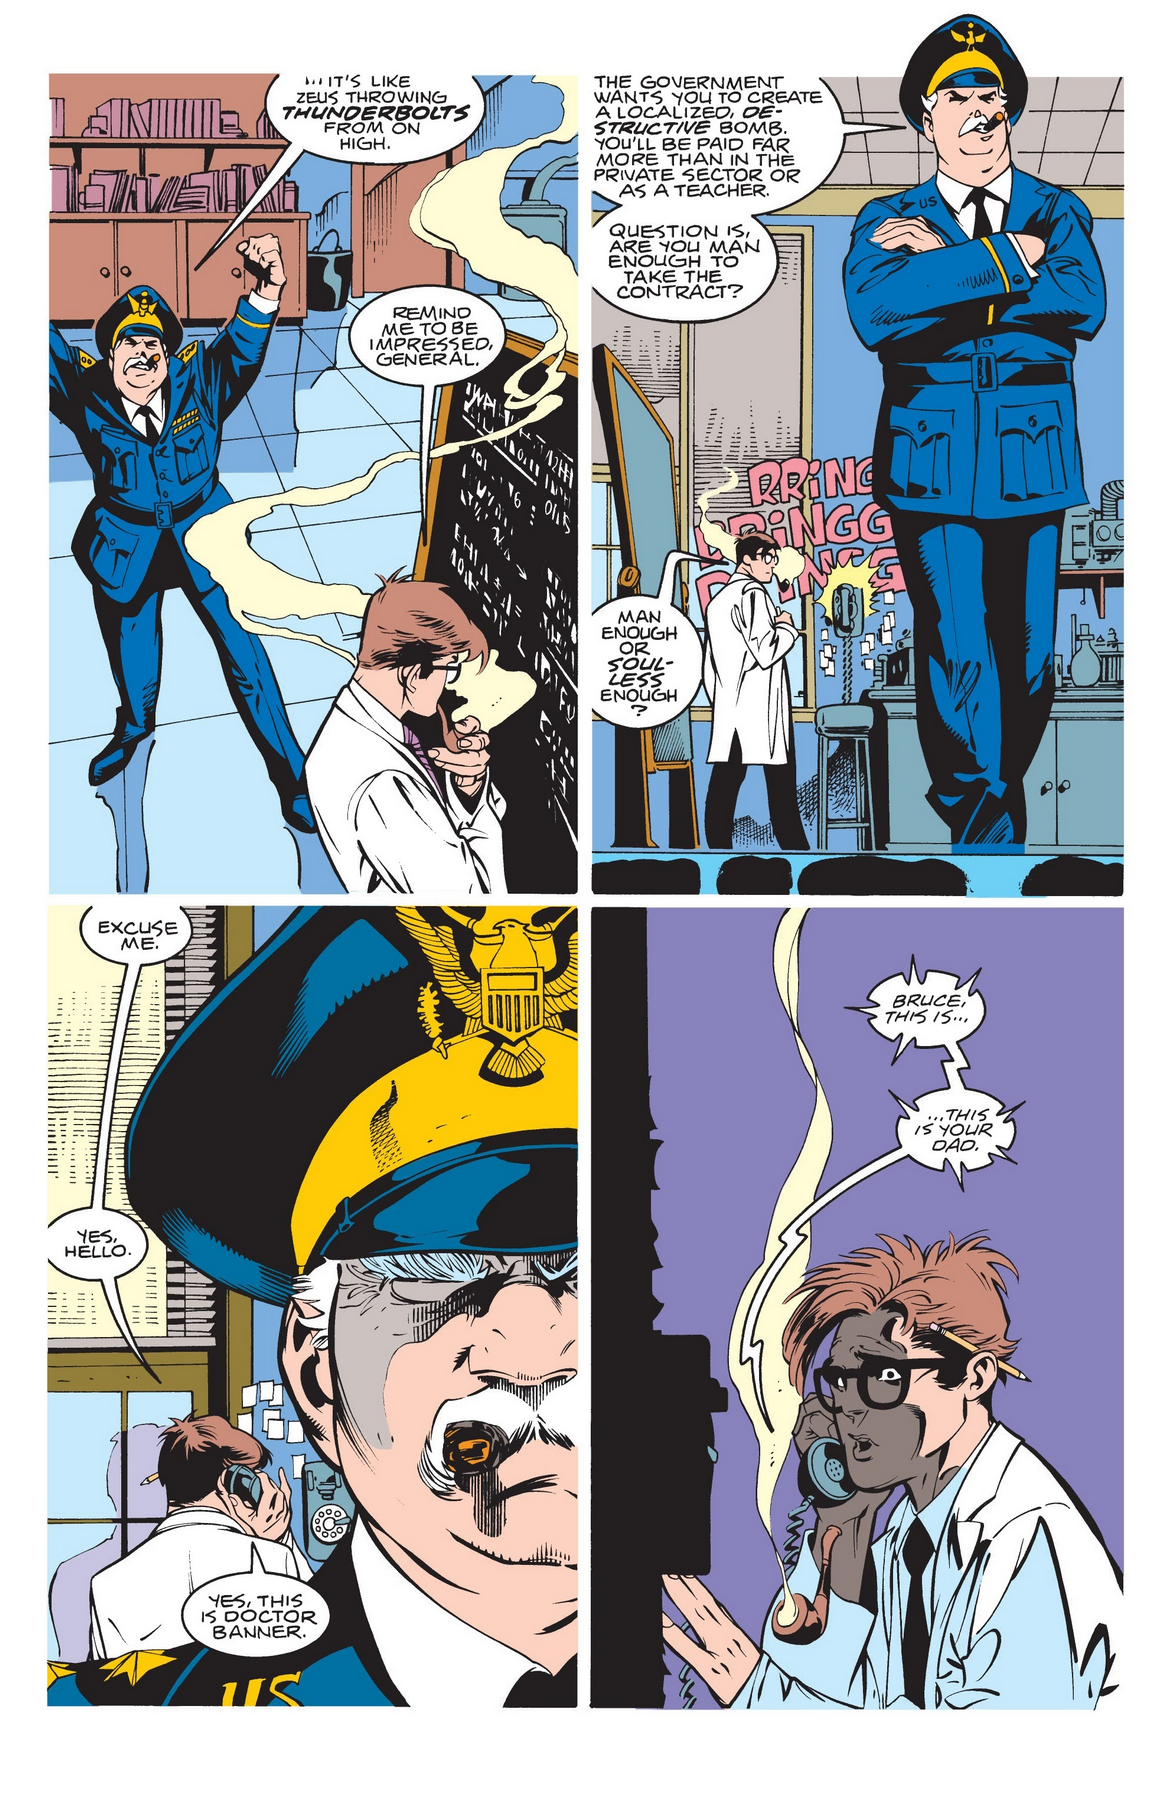 ...IT'S LIKE
ZEUS THROWING
THUNDERBOLTS
FROM ON
HIGH.
REMIND
ME TO BE
IMPRESSED,
GENERAL.
THE GOVERNMENT
WANTS YOU TO CREATE
A LOCALIZED, DE-
STRUCTIVE BOMB.
YOU'LL BE PAID FAR
MORE THAN IN THE
PRIVATE SECTOR OR
AS A TEACHER.
QUESTION IS,
ARE YOU MAN
ENOUGH TO
TAKE THE
CONTRACT?
US
RRING
RRINGG
MAN
ENOUGH
OR
SOUL-
LESS
ENOUGH
?
EXCUSE
ME.
YES,
HELLO.
YES, THIS
IS DOCTOR
BANNER.
US
BRUCE,
THIS IS...
...THIS
IS YOUR
DAD.